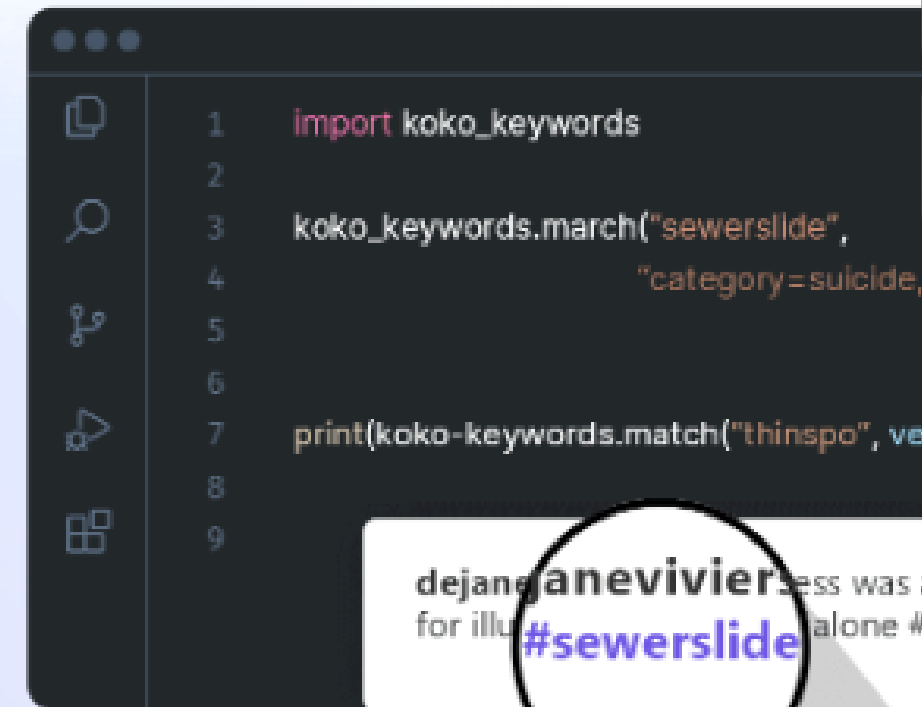 1 import koko_keywords
2
3 koko_keywords.march("sewerslide",
4 "category=suicide,
5
6
7 print(koko-keywords.match("thinspo", ve
8
9
dejane janevivier ess was
for illu #sewerslide alone #